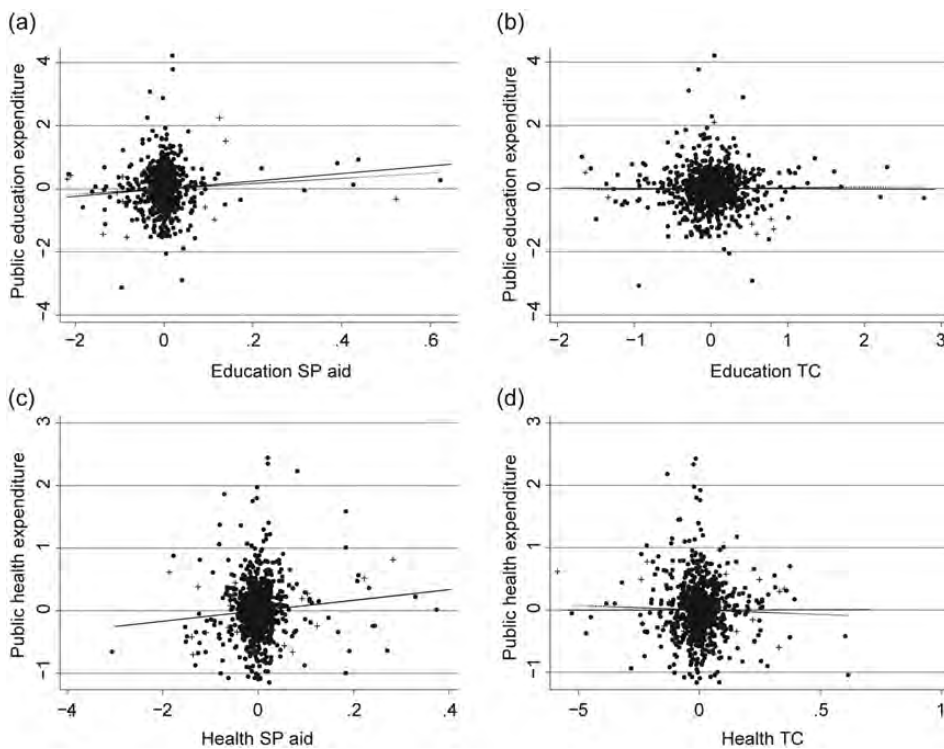 (a)
Public education expenditure
4
2
0
−2
−4
−2 0 .2 .4 .6
Education SP aid
(b)
Public education expenditure
4
2
0
−2
−4
−2 −1 0 1 2 3
Education TC
(c)
Public health expenditure
3
2
1
0
−1
−4 −2 0 .2 .4
Health SP aid
(d)
Public health expenditure
3
2
1
0
−1
−5 0 .5 1
Health TC